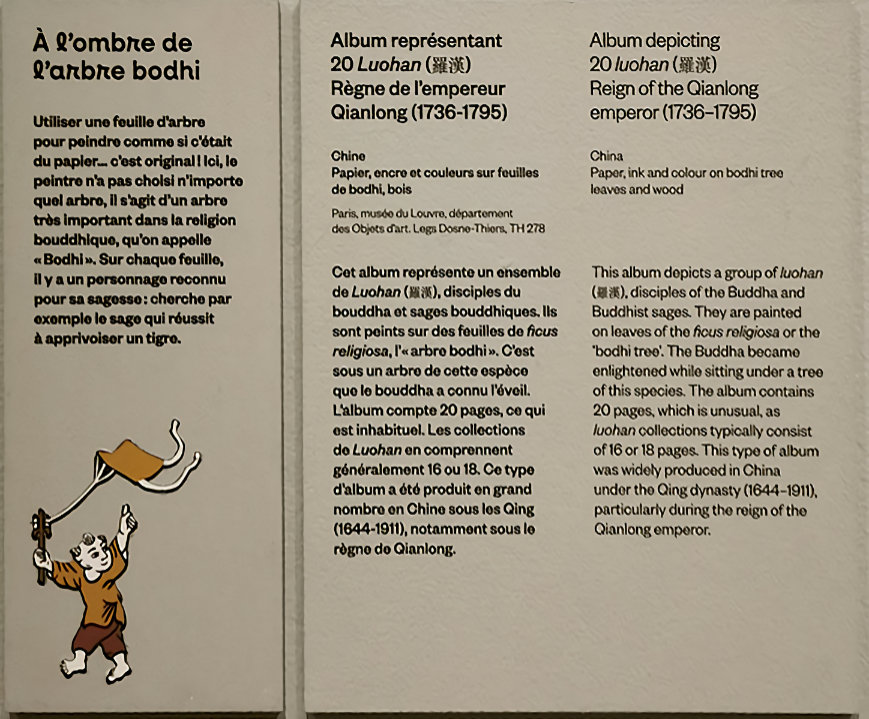 À l'ombre de
l'arbre bodhi
Utiliser une feuille d'arbre
pour peindre comme si c'était
du papier... c'est original ! Ici, le
peintre n'a pas choisi n'importe
quel arbre, il s'agit d'un arbre
très important dans la religion
bouddhique, qu'on appelle
« Bodhi ». Sur chaque feuille,
il y a un personnage reconnu
pour sa sagesse : cherche par
exemple le sage qui réussit
à apprivoiser un tigre.
Album représentant
20 Luohan (羅漢)
Règne de l'empereur
Qianlong (1736-1795)
Chine
Papier, encre et couleurs sur feuilles
de bodhi, bois
Paris, musée du Louvre, département
des Objets d'art. Legs Dosne-Thiers, TH 278
Cet album représente un ensemble
de Luohan (羅漢), disciples du
bouddha et sages bouddhiques. Ils
sont peints sur des feuilles de ficus
religiosa, l'« arbre bodhi ». C'est
sous un arbre de cette espèce
que le bouddha a connu l'éveil.
L'album compte 20 pages, ce qui
est inhabituel. Les collections
de Luohan en comprennent
généralement 16 ou 18. Ce type
d'album a été produit en grand
nombre en Chine sous les Qing
(1644-1911), notamment sous le
règne de Qianlong.
Album depicting
20 luohan (羅漢)
Reign of the Qianlong
emperor (1736–1795)
China
Paper, ink and colour on bodhi tree
leaves and wood
This album depicts a group of luohan
(羅漢), disciples of the Buddha and
Buddhist sages. They are painted
on leaves of the ficus religiosa or the
'bodhi tree'. The Buddha became
enlightened while sitting under a tree
of this species. The album contains
20 pages, which is unusual, as
luohan collections typically consist
of 16 or 18 pages. This type of album
was widely produced in China
under the Qing dynasty (1644–1911),
particularly during the reign of the
Qianlong emperor.